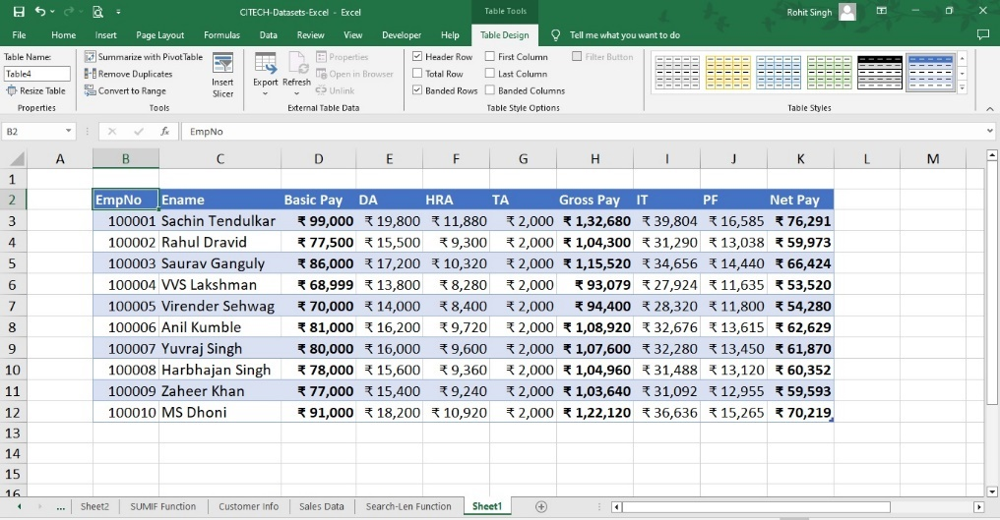 CITECH-Datasets-Excel - Excel
Table Tools
Rohit Singh
File Home Insert Page Layout Formulas Data Review View Developer Help Table Design Tell me what you want to do
Table Name: Summarize with PivotTable Properties Header Row First Column Filter Button
Table4 Remove Duplicates Insert Slicer Export Refresh Open in Browser Total Row Last Column
Resize Table Convert to Range Unlink Banded Rows Banded Columns
Properties Tools External Table Data Table Style Options Table Styles
B2 fx EmpNo
A B C D E F G H I J K L M
1
2 EmpNo Ename Basic Pay DA HRA TA Gross Pay IT PF Net Pay
3 100001 Sachin Tendulkar ₹ 99,000 ₹ 19,800 ₹ 11,880 ₹ 2,000 ₹ 1,32,680 ₹ 39,804 ₹ 16,585 ₹ 76,291
4 100002 Rahul Dravid ₹ 77,500 ₹ 15,500 ₹ 9,300 ₹ 2,000 ₹ 1,04,300 ₹ 31,290 ₹ 13,038 ₹ 59,973
5 100003 Saurav Ganguly ₹ 86,000 ₹ 17,200 ₹ 10,320 ₹ 2,000 ₹ 1,15,520 ₹ 34,656 ₹ 14,440 ₹ 66,424
6 100004 VVS Lakshman ₹ 68,999 ₹ 13,800 ₹ 8,280 ₹ 2,000 ₹ 93,079 ₹ 27,924 ₹ 11,635 ₹ 53,520
7 100005 Virender Sehwag ₹ 70,000 ₹ 14,000 ₹ 8,400 ₹ 2,000 ₹ 94,400 ₹ 28,320 ₹ 11,800 ₹ 54,280
8 100006 Anil Kumble ₹ 81,000 ₹ 16,200 ₹ 9,720 ₹ 2,000 ₹ 1,08,920 ₹ 32,676 ₹ 13,615 ₹ 62,629
9 100007 Yuvraj Singh ₹ 80,000 ₹ 16,000 ₹ 9,600 ₹ 2,000 ₹ 1,07,600 ₹ 32,280 ₹ 13,450 ₹ 61,870
10 100008 Harbhajan Singh ₹ 78,000 ₹ 15,600 ₹ 9,360 ₹ 2,000 ₹ 1,04,960 ₹ 31,488 ₹ 13,120 ₹ 60,352
11 100009 Zaheer Khan ₹ 77,000 ₹ 15,400 ₹ 9,240 ₹ 2,000 ₹ 1,03,640 ₹ 31,092 ₹ 12,955 ₹ 59,593
12 100010 MS Dhoni ₹ 91,000 ₹ 18,200 ₹ 10,920 ₹ 2,000 ₹ 1,22,120 ₹ 36,636 ₹ 15,265 ₹ 70,219
13
14
15
16
... Sheet2 SUMIF Function Customer Info Sales Data Search-Len Function Sheet1